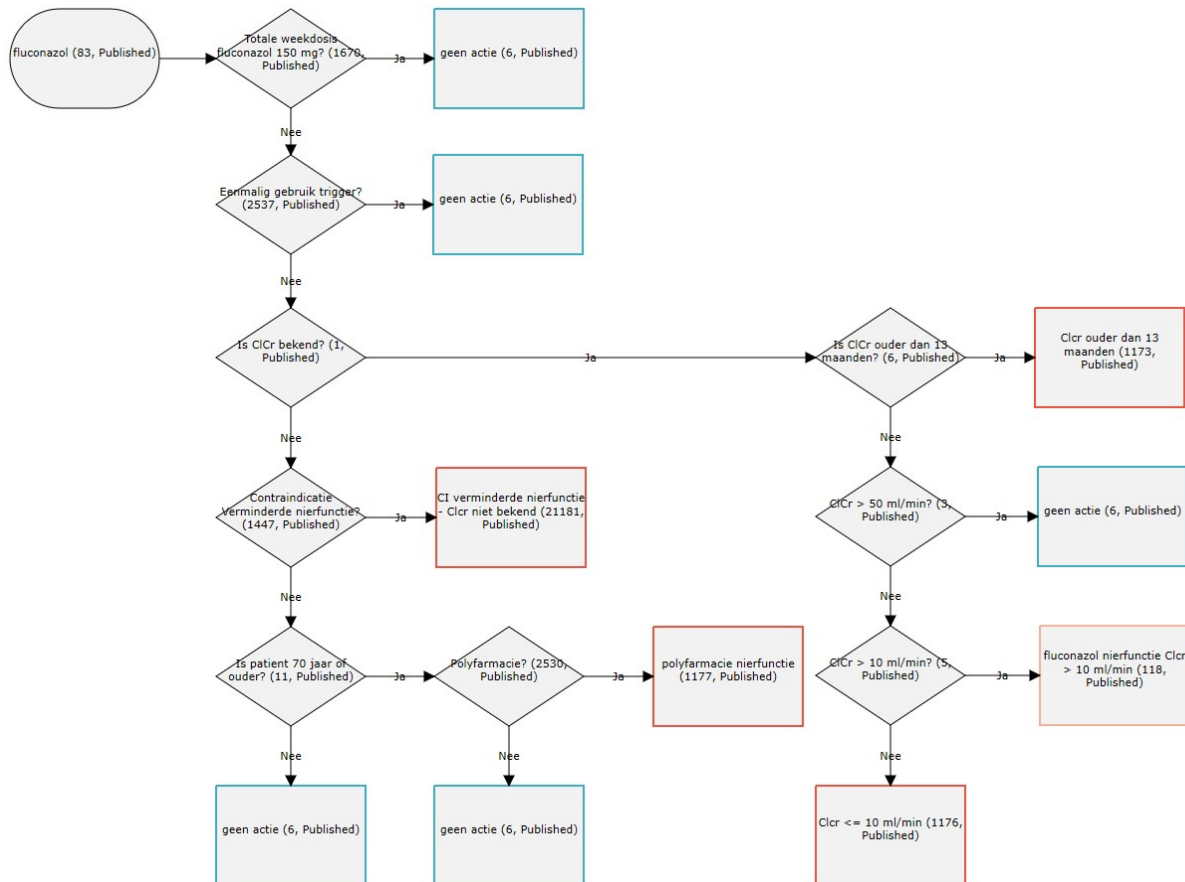 fluconazol (83, Published)
Totale weekdosis
fluconazol 150 mg? (1670,
Published)
Ja
geen actie (6, Published)
Nee
Eenmalig gebruik trigger?
(2537, Published)
Ja
geen actie (6, Published)
Nee
Is ClCr bekend? (1,
Published)
Ja
Is ClCr ouder dan 13
maanden? (6, Published)
Ja
Clcr ouder dan 13
maanden (1173,
Published)
Nee
Nee
Contraindicatie
Verminderde nierfunctie?
(1447, Published)
Ja
CI verminderde nierfunctie
- Clcr niet bekend (21181,
Published)
ClCr > 50 ml/min? (3,
Published)
Ja
geen actie (6, Published)
Nee
Nee
Is patient 70 jaar of
ouder? (11, Published)
Ja
Polyfarmacie? (2530,
Published)
Ja
polyfarmacie nierfunctie
(1177, Published)
ClCr > 10 ml/min? (5,
Published)
Ja
fluconazol nierfunctie Clcr
> 10 ml/min (118,
Published)
Nee
Nee
Nee
geen actie (6, Published)
geen actie (6, Published)
Clcr <= 10 ml/min (1176,
Published)